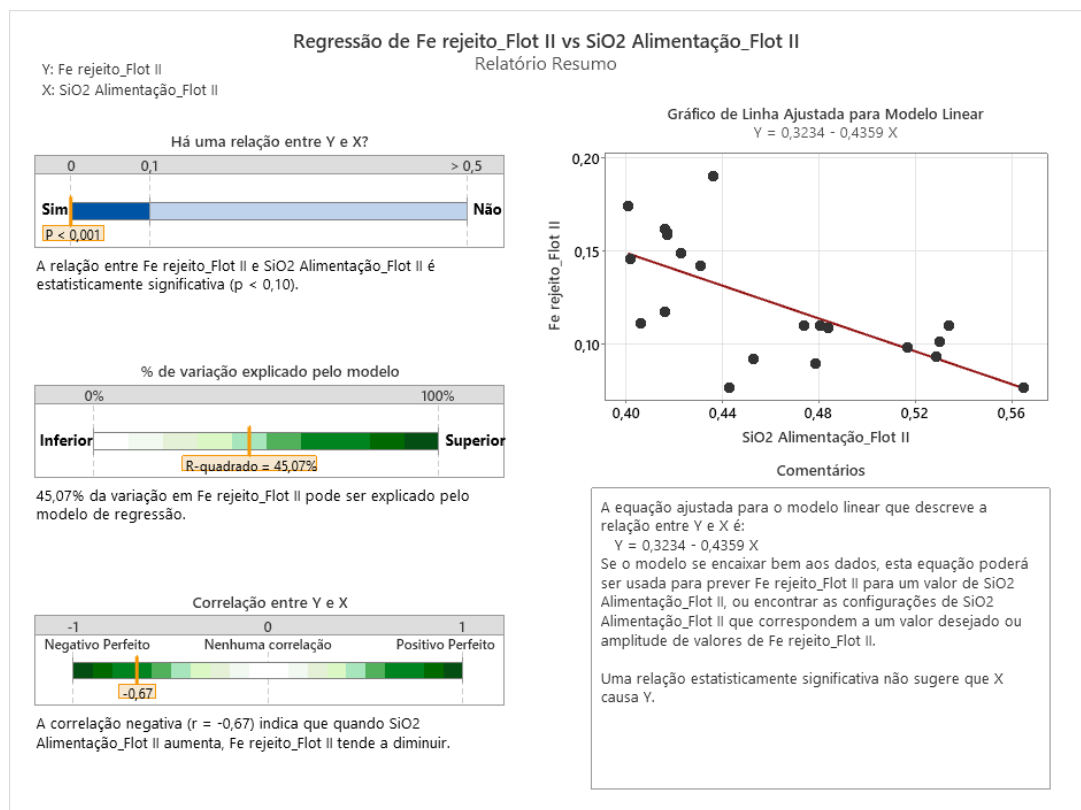 Regressão de Fe rejeito_Flot II vs SiO2 Alimentação_Flot II
Relatório Resumo
Y: Fe rejeito_Flot II
X: SiO2 Alimentação_Flot II
Há uma relação entre Y e X?
0 0,1 > 0,5
Sim Não
P < 0,001
A relação entre Fe rejeito_Flot II e SiO2 Alimentação_Flot II é
estatisticamente significativa (p < 0,10).
% de variação explicado pelo modelo
0% 100%
Inferior Superior
R-quadrado = 45,07%
45,07% da variação em Fe rejeito_Flot II pode ser explicado pelo
modelo de regressão.
Correlação entre Y e X
-1 0 1
Negativo Perfeito Nenhuma correlação Positivo Perfeito
-0,67
A correlação negativa (r = -0,67) indica que quando SiO2
Alimentação_Flot II aumenta, Fe rejeito_Flot II tende a diminuir.
Gráfico de Linha Ajustada para Modelo Linear
Y = 0,3234 - 0,4359 X
0,20
0,15
0,10
Fe rejeito_Flot II
0,40 0,44 0,48 0,52 0,56
SiO2 Alimentação_Flot II
Comentários
A equação ajustada para o modelo linear que descreve a
relação entre Y e X é:
Y = 0,3234 - 0,4359 X
Se o modelo se encaixar bem aos dados, esta equação poderá
ser usada para prever Fe rejeito_Flot II para um valor de SiO2
Alimentação_Flot II, ou encontrar as configurações de SiO2
Alimentação_Flot II que correspondem a um valor desejado ou
amplitude de valores de Fe rejeito_Flot II.
Uma relação estatisticamente significativa não sugere que X
causa Y.